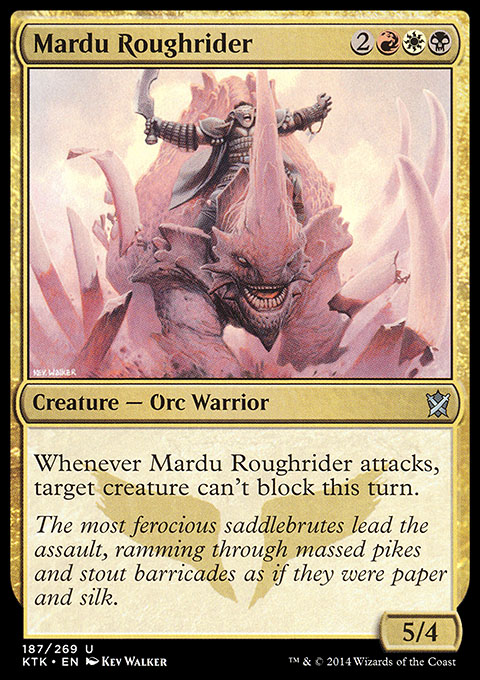 Mardu Roughrider 2
KEV. WALKER
Creature — Orc Warrior
Whenever Mardu Roughrider attacks,
target creature can't block this turn.
The most ferocious saddlebrutes lead the
assault, ramming through massed pikes
and stout barricades as if they were paper
and silk.
5/4
187/269 U
KTK • EN Kev Walker
™ & © 2014 Wizards of the Coast